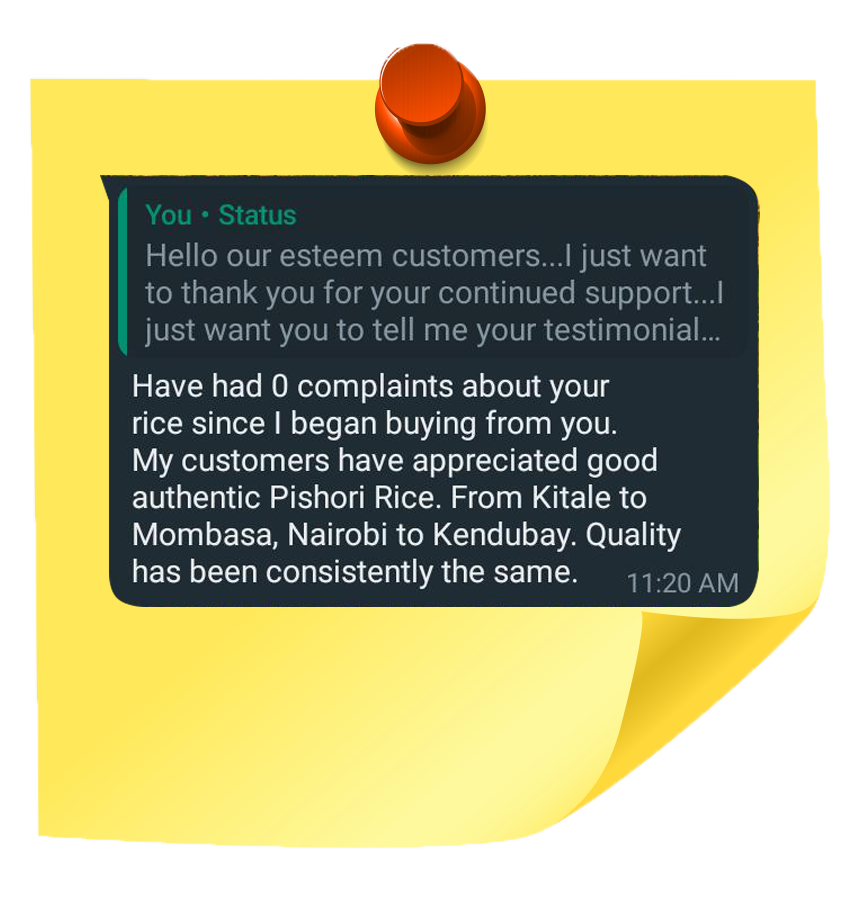 You • Status
Hello our esteem customers...I just want
to thank you for your continued support...I
just want you to tell me your testimonial...
Have had 0 complaints about your
rice since I began buying from you.
My customers have appreciated good
authentic Pishori Rice. From Kitale to
Mombasa, Nairobi to Kendubay. Quality
has been consistently the same.
11:20 AM